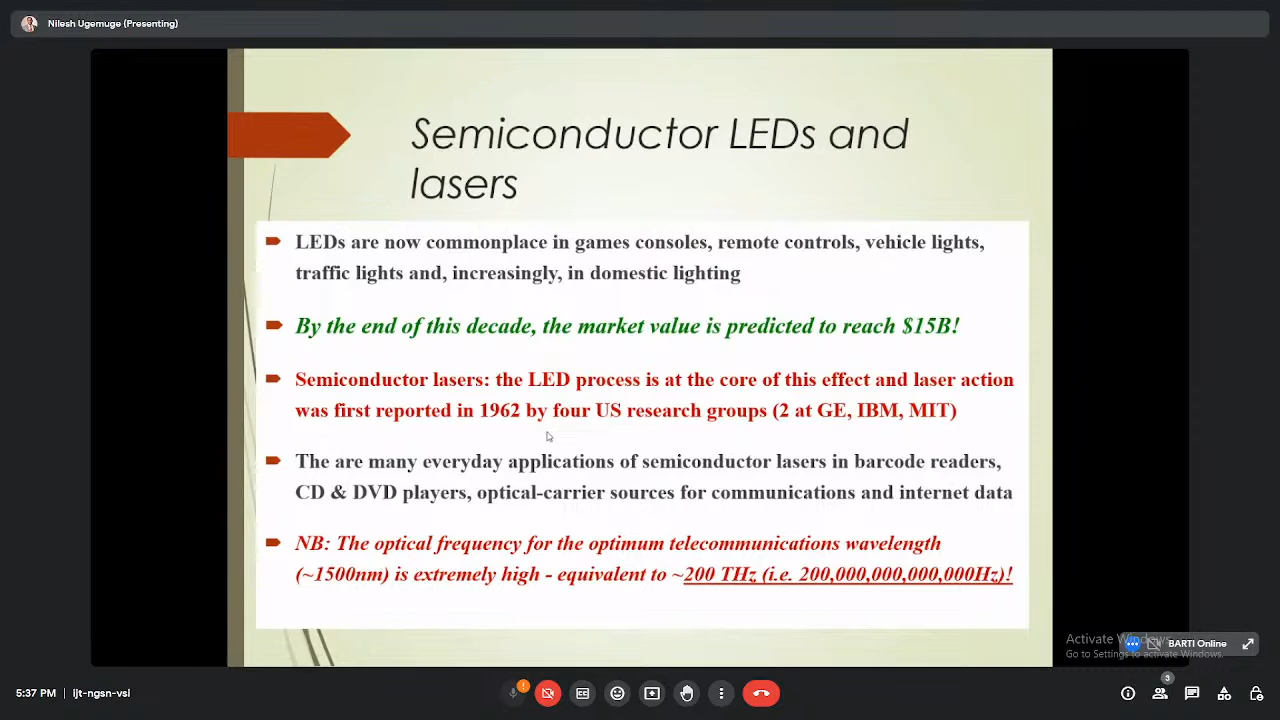 Nilesh Ugemuge (Presenting)
Semiconductor LEDs and
lasers
LEDs are now commonplace in games consoles, remote controls, vehicle lights,
traffic lights and, increasingly, in domestic lighting
By the end of this decade, the market value is predicted to reach $15B!
Semiconductor lasers: the LED process is at the core of this effect and laser action
was first reported in 1962 by four US research groups (2 at GE, IBM, MIT)
The are many everyday applications of semiconductor lasers in barcode readers,
CD & DVD players, optical-carrier sources for communications and internet data
NB: The optical frequency for the optimum telecommunications wavelength
(~1500nm) is extremely high - equivalent to ~200 THz (i.e. 200,000,000,000,000Hz)!
Activate Windows
Go to Settings to activate Windows.
BARTI Online
5:37 PM | ijt-ngsn-vsi
3